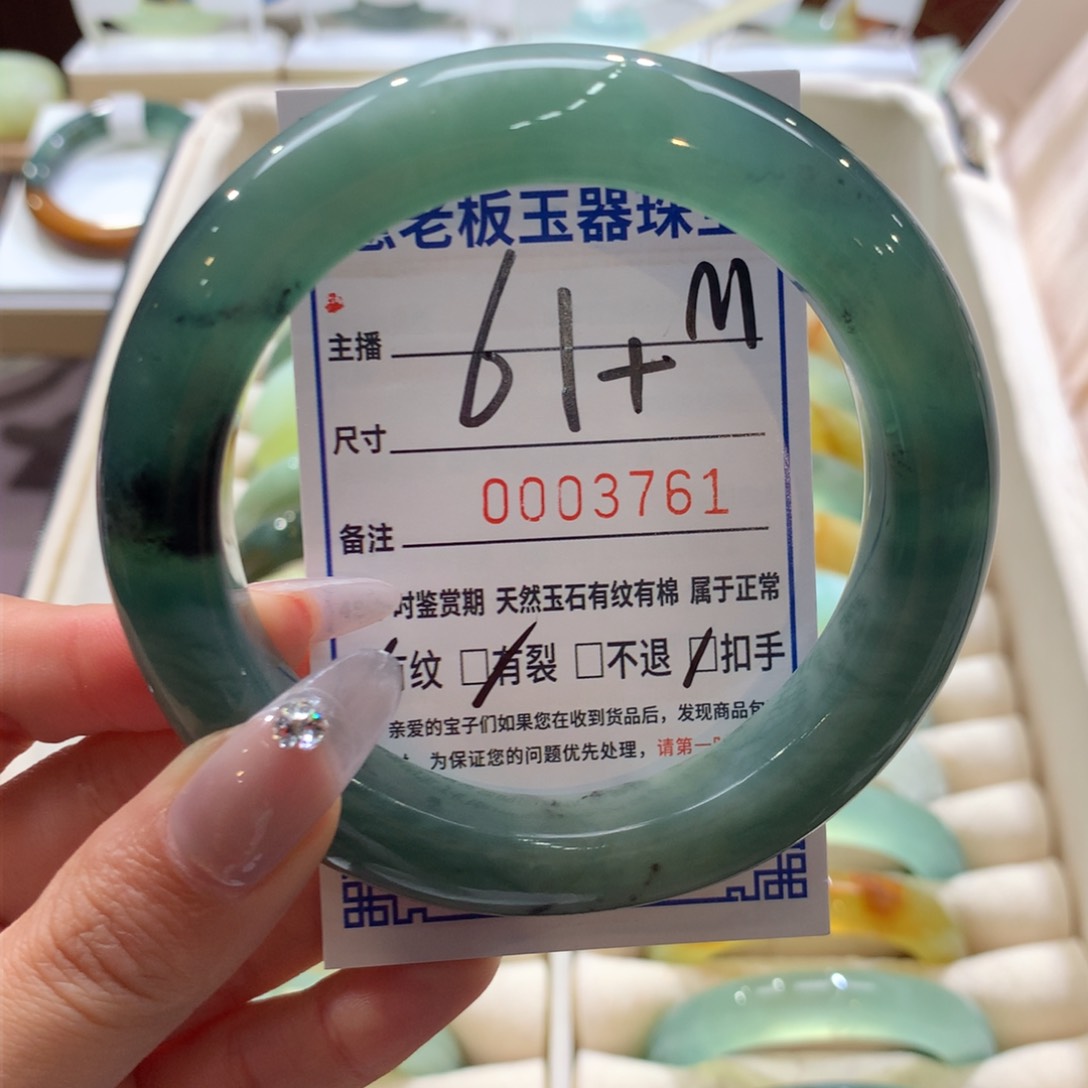 老板玉器珠
M
主播
61+
尺寸
0003761
备注
时鉴赏期 天然玉石有纹有棉 属于正常
纹 □有裂 □不退 □扣手
亲爱的宝子们如果您在收到货品后，发现商品包
为保证您的问题优先处理，请第一